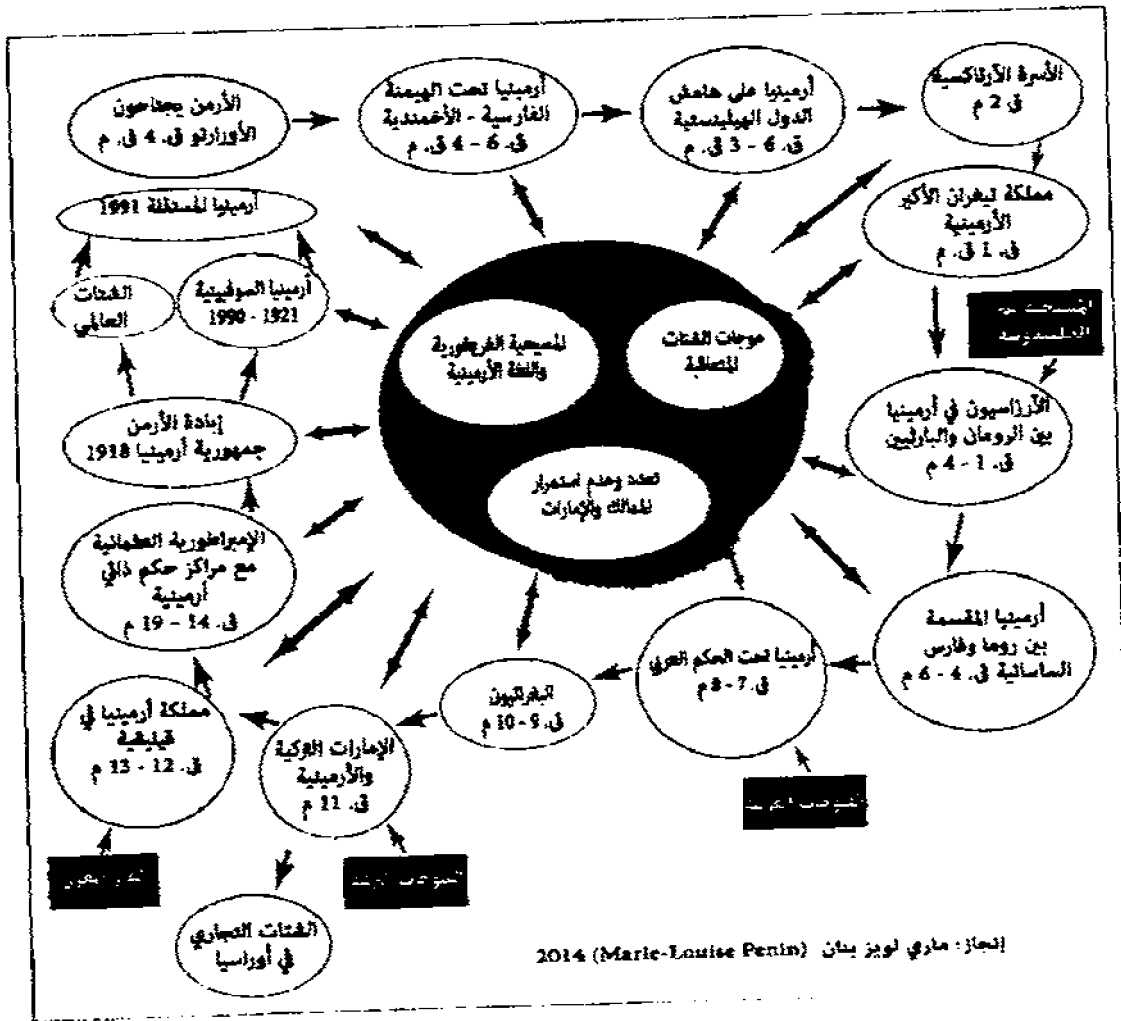 الأرمن يجتاحون
الأورارتو ق. 4 ق. م
أرمينيا تحت الهيمنة
الفارسية - الأخمندية
ق. 6 - 4 ق. م
أرمينيا على هامش
الدول الهيلينستية
ق. 6 - 3 ق. م
الأسرة الآرتاكسية
ق 2 م
مملكة تيغران الأكبر
الأرمينية
ق. 1 ق. م
الآرزاسيون في أرمينيا
بين الرومان والبارثيين
ق. 1 - 4 م
أرمينيا المقسمة
بين روما وفارس
الساسانية ق. 4 - 6 م
أرمينيا تحت الحكم العربي
ق. 7 - 8 م
البغراتيون
ق. 9 - 10 م
الإمارات التركية
والأرمينية
ق. 11 م
الشتات التجاري
في أوراسيا
مملكة أرمينيا في
قيليقية
ق. 12 - 13 م
الإمبراطورية العثمانية
مع مراكز حكم ذاتي
أرمينية
ق. 14 - 19 م
إبادة الأرمن
جمهورية أرمينيا 1918
الشتات
العالمي
أرمينيا السوفييتية
1921 - 1990
أرمينيا المستقلة 1991
المسيحية الغريغورية
واللغة الأرمينية
موجات الشتات
المتعاقبة
تعدد وعدم استمرار
الممالك والإمارات
إنجاز: ماري لويز بنان (Marie-Louise Penin) 2014